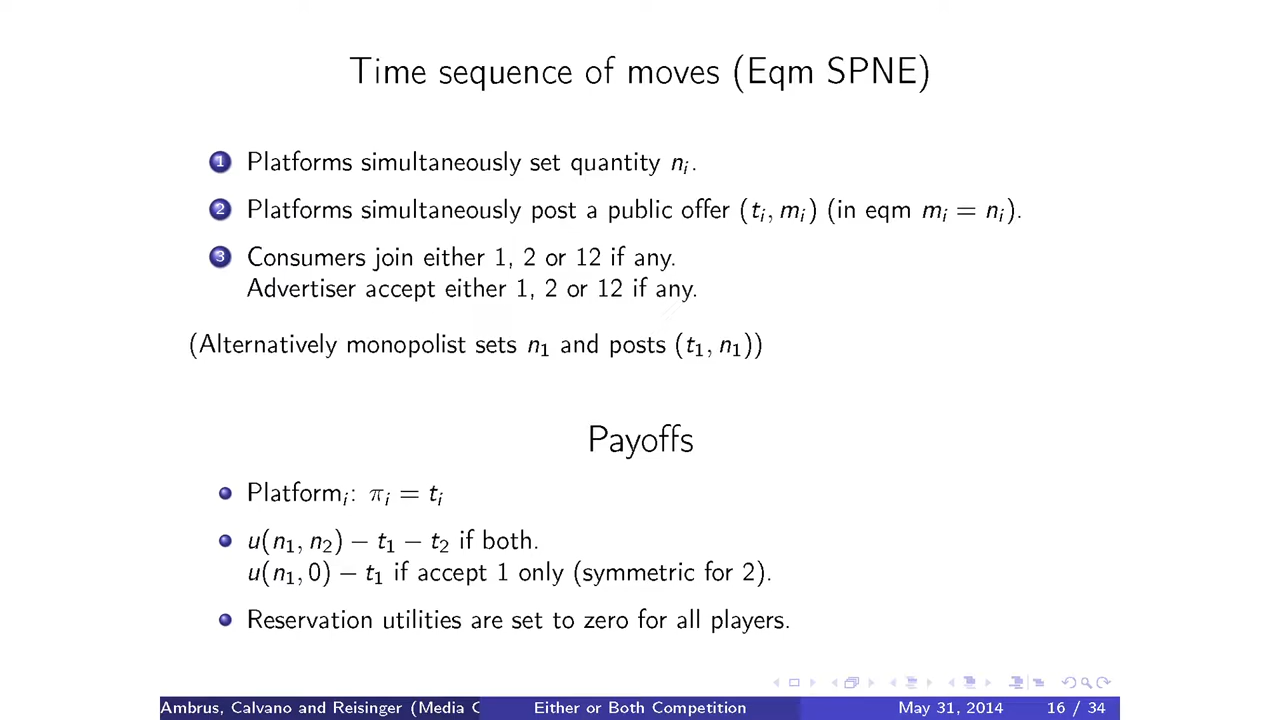 Time sequence of moves (Eqm SPNE)
1 Platforms simultaneously set quantity nᵢ.
2 Platforms simultaneously post a public offer (tᵢ, mᵢ) (in eqm mᵢ = nᵢ).
3 Consumers join either 1, 2 or 12 if any.
Advertiser accept either 1, 2 or 12 if any.
(Alternatively monopolist sets n₁ and posts (t₁, n₁))
Payoffs
Platformᵢ: πᵢ = tᵢ
u(n₁, n₂) − t₁ − t₂ if both.
u(n₁, 0) − t₁ if accept 1 only (symmetric for 2).
Reservation utilities are set to zero for all players.
Ambrus, Calvano and Reisinger (Media C Either or Both Competition May 31, 2014 16 / 34